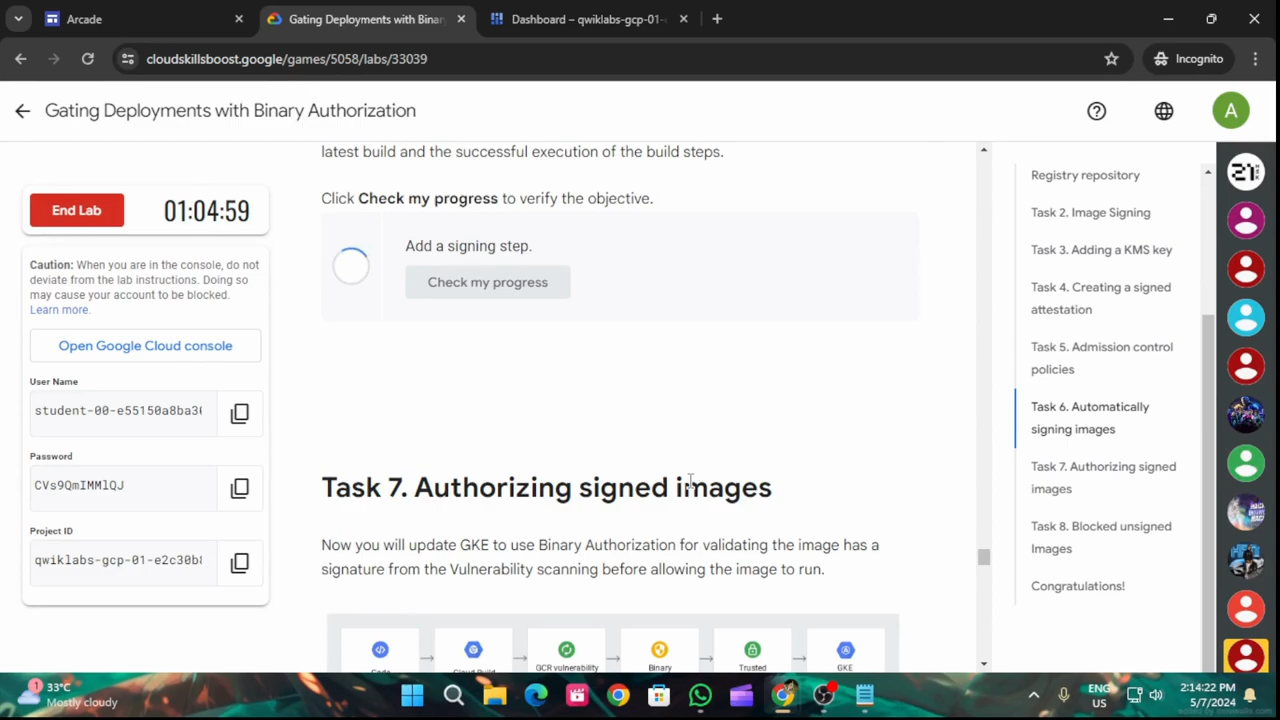 Arcade
Gating Deployments with Binar
Dashboard – qwiklabs-gcp-01-
cloudskillsboost.google/games/5058/labs/33039
Incognito
Gating Deployments with Binary Authorization
A
End Lab
01:04:59
Caution: When you are in the console, do not
deviate from the lab instructions. Doing so
may cause your account to be blocked.
Learn more.
Open Google Cloud console
User Name
student-00-e55150a8ba3
Password
CVs9QmIMMlQJ
Project ID
qwiklabs-gcp-01-e2c30b
latest build and the successful execution of the build steps.
Click Check my progress to verify the objective.
Add a signing step.
Check my progress
Task 7. Authorizing signed images
Now you will update GKE to use Binary Authorization for validating the image has a
signature from the Vulnerability scanning before allowing the image to run.
Code
Cloud Build
GCR vulnerability
Binary
Trusted
GKE
Registry repository
Task 2. Image Signing
Task 3. Adding a KMS key
Task 4. Creating a signed
attestation
Task 5. Admission control
policies
Task 6. Automatically
signing images
Task 7. Authorizing signed
images
Task 8. Blocked unsigned
Images
Congratulations!
21
1
33°C
Mostly cloudy
ENG
US
2:14:22 PM
5/7/2024